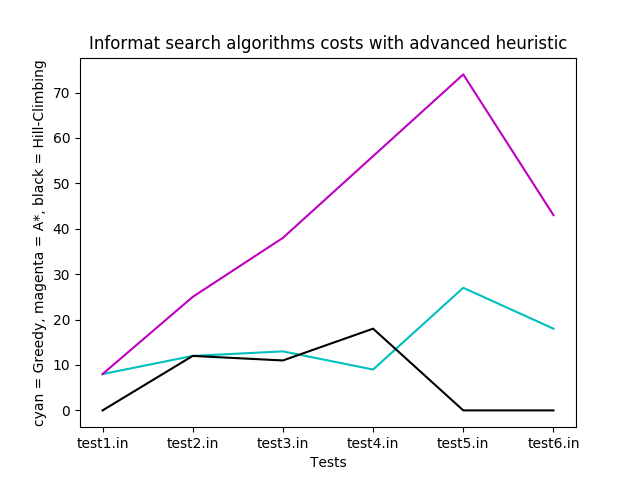 Informat search algorithms costs with advanced heuristic
cyan = Greedy, magenta = A*, black = Hill-Climbing
70
60
50
40
30
20
10
0
test1.in test2.in test3.in test4.in test5.in test6.in
Tests